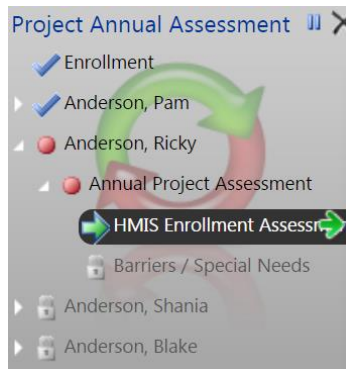 Project Annual Assessment
Enrollment
Anderson, Pam
Anderson, Ricky
Annual Project Assessment
HMIS Enrollment
Barriers / Special Needs
Anderson, Shania
Anderson, Blake